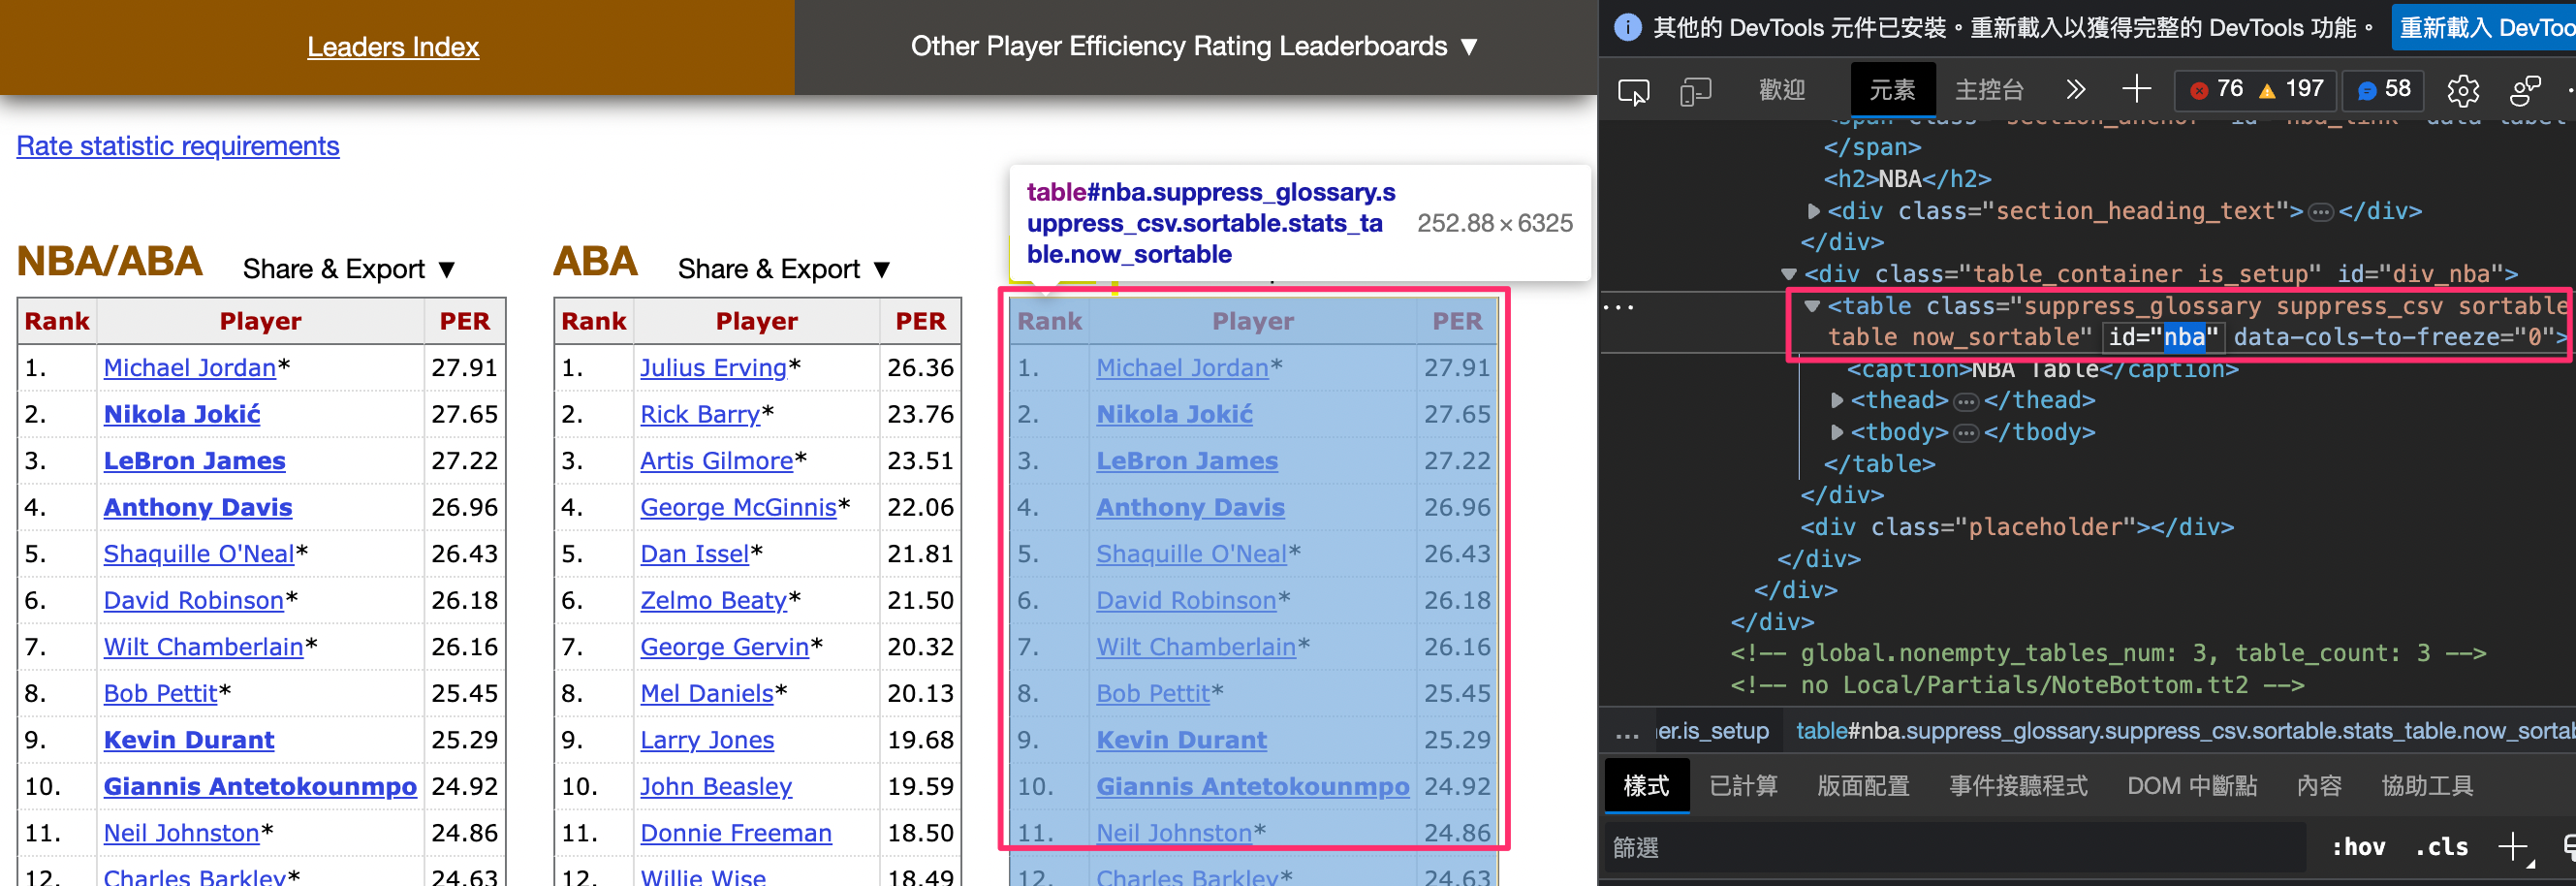 Leaders Index
Other Player Efficiency Rating Leaderboards ▼
Rate statistic requirements
table#nba.suppress_glossary.s
uppress_csv.sortable.stats_ta
ble.now_sortable
252.88 × 6325
NBA/ABA Share & Export ▼
Rank Player PER
1. Michael Jordan* 27.91
2. Nikola Jokić 27.65
3. LeBron James 27.22
4. Anthony Davis 26.96
5. Shaquille O'Neal* 26.43
6. David Robinson* 26.18
7. Wilt Chamberlain* 26.16
8. Bob Pettit* 25.45
9. Kevin Durant 25.29
10. Giannis Antetokounmpo 24.92
11. Neil Johnston* 24.86
12. Charles Barkley* 24.63
ABA Share & Export ▼
Rank Player PER
1. Julius Erving* 26.36
2. Rick Barry* 23.76
3. Artis Gilmore* 23.51
4. George McGinnis* 22.06
5. Dan Issel* 21.81
6. Zelmo Beaty* 21.50
7. George Gervin* 20.32
8. Mel Daniels* 20.13
9. Larry Jones 19.68
10. John Beasley 19.59
11. Donnie Freeman 18.50
12. Willie Wise 18.49
Rank Player PER
1. Michael Jordan* 27.91
2. Nikola Jokić 27.65
3. LeBron James 27.22
4. Anthony Davis 26.96
5. Shaquille O'Neal* 26.43
6. David Robinson* 26.18
7. Wilt Chamberlain* 26.16
8. Bob Pettit* 25.45
9. Kevin Durant 25.29
10. Giannis Antetokounmpo 24.92
11. Neil Johnston* 24.86
12. Charles Barkley* 24.63
其他的 DevTools 元件已安裝。重新載入以獲得完整的 DevTools 功能。 重新載入 DevToo
歡迎 元素 主控台 76 197 58
<span class="section_anchor" id="nba_link" data-label
</span>
<h2>NBA</h2>
<div class="section_heading_text">…</div>
</div>
<div class="table_container is_setup" id="div_nba">
<table class="suppress_glossary suppress_csv sortable
table now_sortable" id="nba" data-cols-to-freeze="0">
<caption>NBA Table</caption>
<thead>…</thead>
<tbody>…</tbody>
</table>
</div>
<div class="placeholder"></div>
</div>
</div>
</div>
<!-- global.nonempty_tables_num: 3, table_count: 3 -->
<!-- no Local/Partials/NoteBottom.tt2 -->
… er.is_setup table#nba.suppress_glossary.suppress_csv.sortable.stats_table.now_sortab
樣式 已計算 版面配置 事件接聽程式 DOM 中斷點 內容 協助工具
篩選 :hov .cls